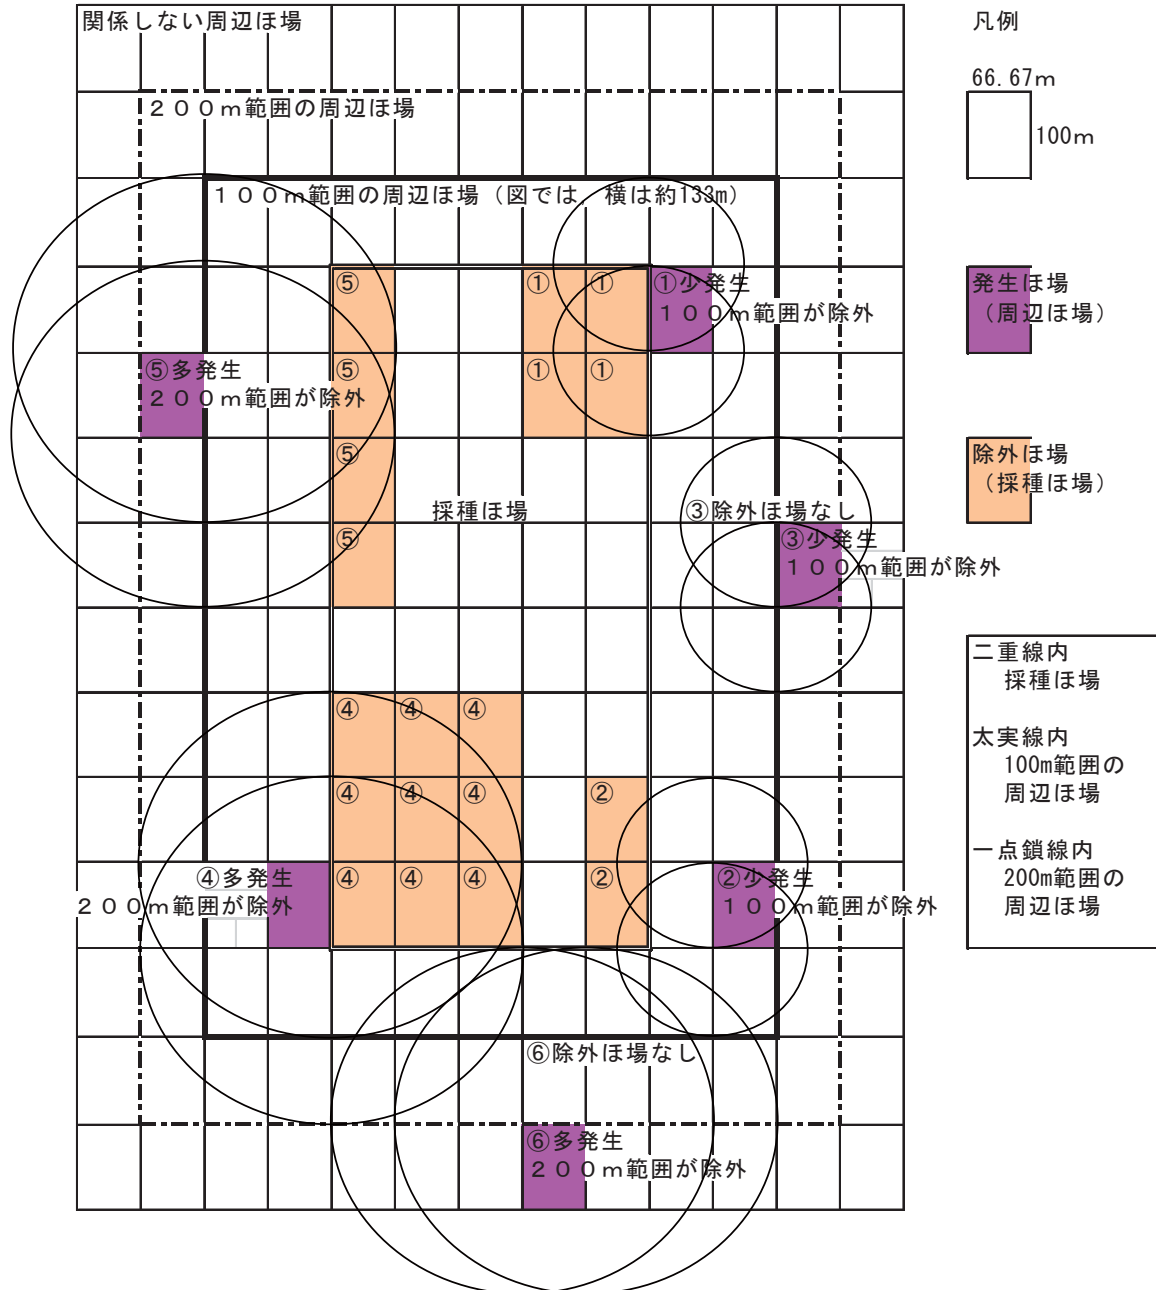 関係しない周辺ほ場
２００ｍ範囲の周辺ほ場
１００ｍ範囲の周辺ほ場（図では，横は約133m）
⑤
①
①
①少発生
１００ｍ範囲が除外
⑤多発生
２００ｍ範囲が除外
⑤
①
①
⑤
採種ほ場
③除外ほ場なし
⑤
③少発生
１００ｍ範囲が除外
④
④
④
④
④
④
②
④多発生
２００ｍ範囲が除外
④
④
④
②
②少発生
１００ｍ範囲が除外
⑥除外ほ場なし
⑥多発生
２００ｍ範囲が除外
凡例
66.67m
100m
発生ほ場
（周辺ほ場）
除外ほ場
（採種ほ場）
二重線内
採種ほ場
太実線内
100m範囲の
周辺ほ場
一点鎖線内
200m範囲の
周辺ほ場